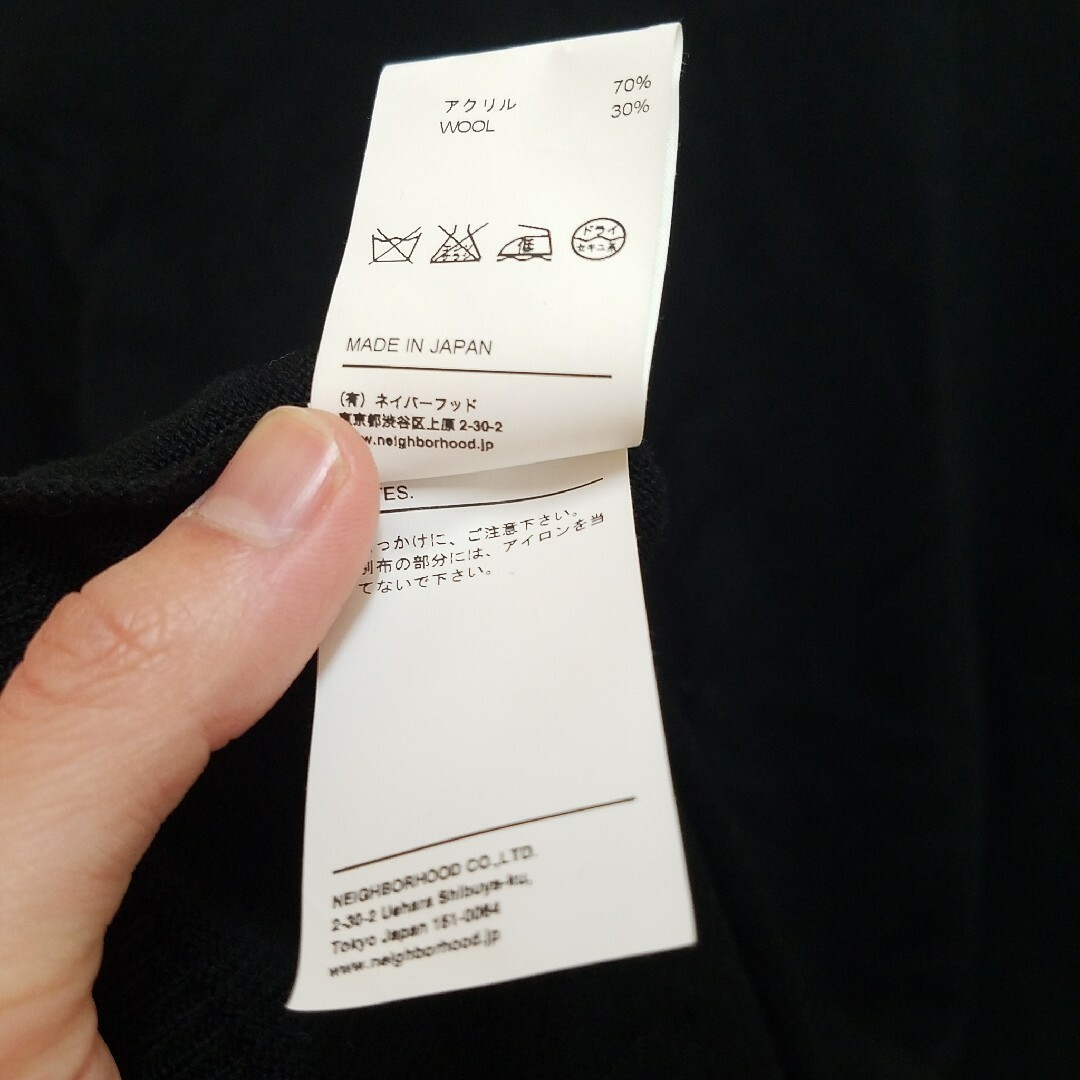 アクリル 70%
WOOL 30%
低
ドライ
セキユ系
MADE IN JAPAN
(有) ネイバーフッド
東京都渋谷区上原 2-30-2
.neighborhood.jp
TES.
っかけに、ご注意下さい。
別布の部分には、アイロンを当
てないで下さい。
NEIGHBORHOOD CO.,LTD.
2-30-2 Uehara Shibuya-ku,
Tokyo Japan 151-0064
www.neighborhood.jp